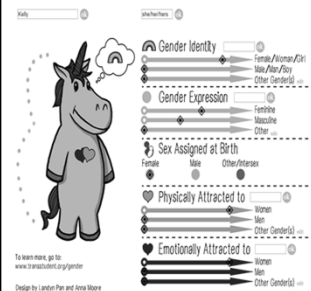 Kelly
she/her/hers
Gender Identity
Female/Woman/Girl
Male/Man/Boy
Other Gender(s)
Gender Expression
Feminine
Masculine
Other
Sex Assigned at Birth
Female Male Other/Intersex
Physically Attracted to
Women
Men
Other Gender(s)
Emotionally Attracted to
Women
Men
Other Gender(s)
To learn more, go to:
www.transstudent.org/gender
Design by Landyn Pan and Anna Moore